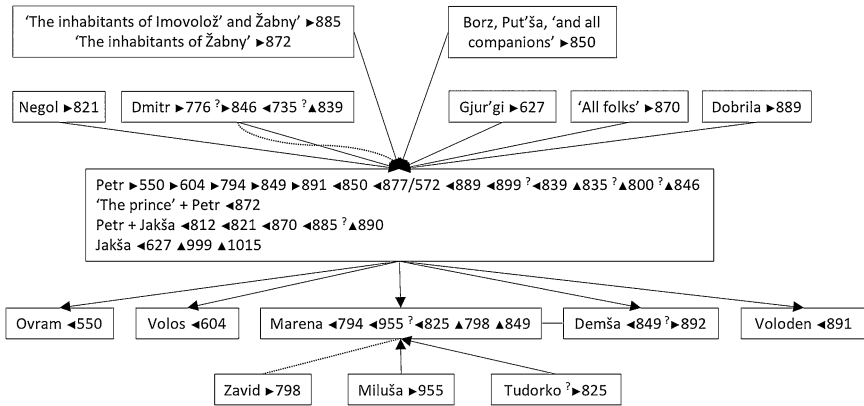 ‘The inhabitants of Imovolož’ and Žabny’ ►885
‘The inhabitants of Žabny’ ►872
Borz, Put’ša, ‘and all
companions’ ►850
Negol ►821
Dmitr ►776 ?►846 ◄735 ?▲839
Gjur’gi ►627
‘All folks’ ►870
Dobrila ►889
Petr ►550 ►604 ►794 ►849 ►891 ◄850 ◄877/572 ◄889 ◄899 ?◄839 ▲835 ?▲800 ?▲846
‘The prince’ + Petr ◄872
Petr + Jakša ◄812 ◄821 ◄870 ◄885 ?▲890
Jakša ◄627 ▲999 ▲1015
Ovram ◄550
Volos ◄604
Marena ◄794 ◄955 ?◄825 ▲798 ▲849
Demša ◄849 ?►892
Voloden ◄891
Zavid ►798
Miluša ►955
Tudorko ?►825